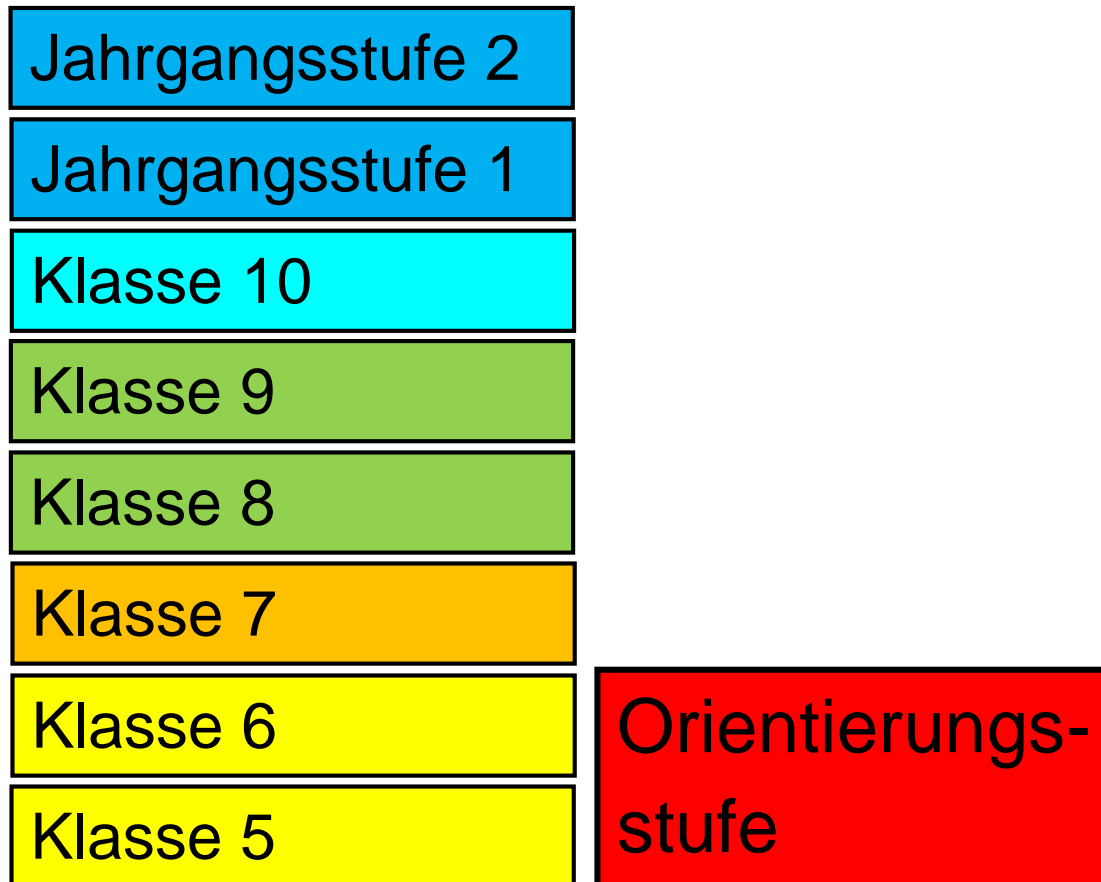 Jahrgangsstufe 2
Jahrgangsstufe 1
Klasse 10
Klasse 9
Klasse 8
Klasse 7
Klasse 6
Klasse 5
Orientierungs-
stufe